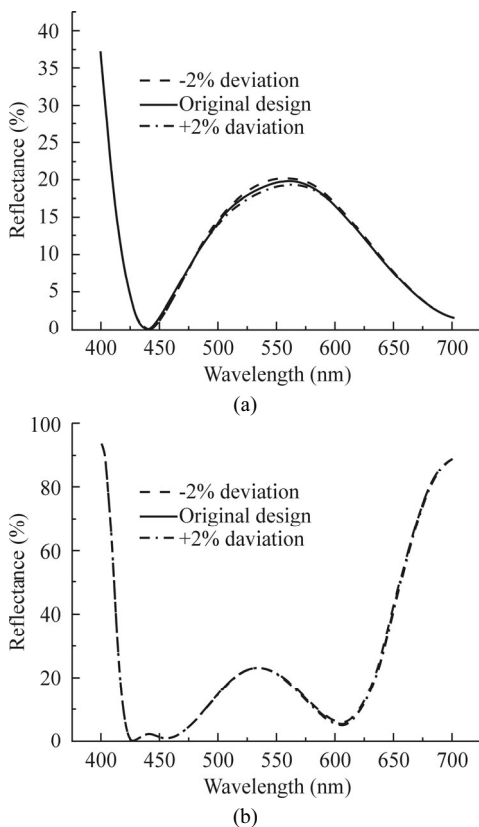 40
35
30
25
20
15
10
5
0
Reflectance (%)
-2% deviation
Original design
+2% daviation
400 450 500 550 600 650 700
Wavelength (nm)
(a)
100
80
60
40
20
0
Reflectance (%)
-2% deviation
Original design
+2% daviation
400 450 500 550 600 650 700
Wavelength (nm)
(b)